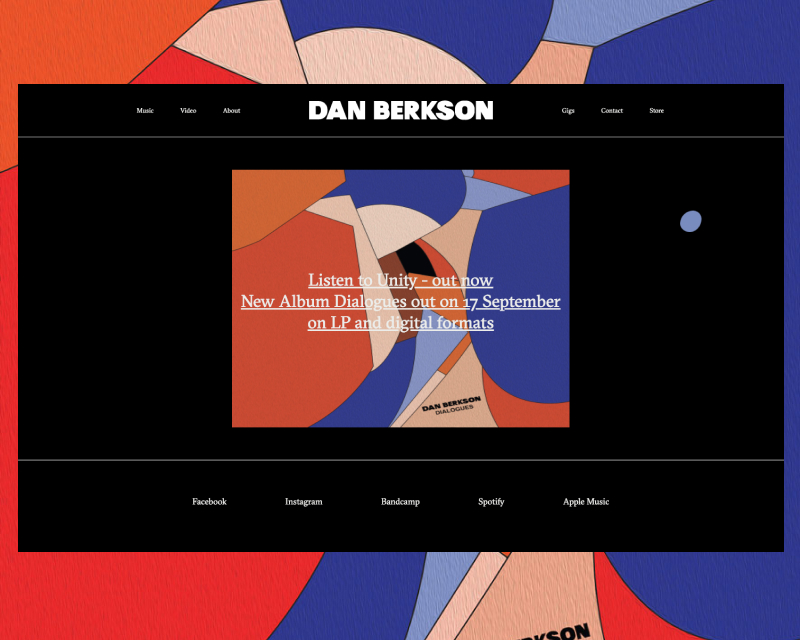 Music
Video
About
DAN BERKSON
Gigs
Contact
Store
Listen to Unity - out now
New Album Dialogues out on 17 September
on LP and digital formats
DAN BERKSON
DIALOGUES
Facebook
Instagram
Bandcamp
Spotify
Apple Music
BERKSON